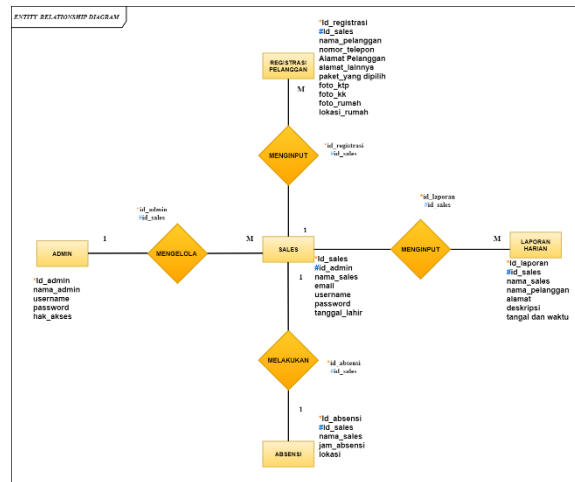 ENTITY RELATIONSHIP DIAGRAM
*Id_registrasi
#Id_sales
nama_pelanggan
nomor_telepon
Alamat Pelanggan
alamat_lainnya
paket_yang dipilih
foto_ktp
foto_kk
foto_rumah
lokasi_rumah
REGISTRASI
PELANGGAN
M
MENGINPUT
*id_registrasi
#id_sales
1
*id_admin
#id_sales
ADMIN
1
MENGELOLA
M
SALES
1
MENGINPUT
*id_laporan
#id_sales
M
LAPORAN
HARIAN
*Id_admin
nama_admin
username
password
hak_akses
*Id_sales
#id_admin
nama_sales
email
username
password
tanggal_lahir
*Id_laporan
#id_sales
nama_sales
nama_pelanggan
alamat
deskripsi
tangal dan waktu
1
MELAKUKAN
*id_absensi
#id_sales
1
ABSENSI
*Id_absensi
#Id_sales
nama_sales
jam_absensi
lokasi